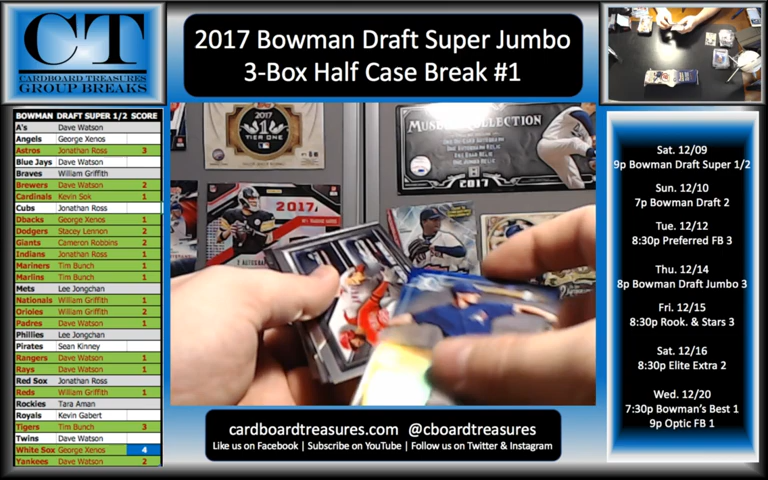 CT
CARDBOARD TREASURES
GROUP BREAKS
2017 Bowman Draft Super Jumbo
3-Box Half Case Break #1
BOWMAN DRAFT SUPER 1/2 SCORE
A's Dave Watson
Angels George Xenos
Astros Jonathan Ross 3
Blue Jays Dave Watson
Braves William Griffith
Brewers Dave Watson 2
Cardinals Kevin Sok 1
Cubs Jonathan Ross
Dbacks George Xenos 1
Dodgers Stacey Lennon 2
Giants Cameron Robbins 2
Indians Jonathan Ross 1
Mariners Tim Bunch 1
Marlins Tim Bunch 1
Mets Lee Jongchan
Nationals William Griffith 1
Orioles William Griffith 2
Padres Dave Watson 1
Phillies Lee Jongchan
Pirates Sean Kinney
Rangers Dave Watson 1
Rays Dave Watson 1
Red Sox Jonathan Ross
Reds William Griffith 1
Rockies Tara Aman
Royals Kevin Gabert
Tigers Tim Bunch 3
Twins Dave Watson
White Sox George Xenos 4
Yankees Dave Watson 2
2017
TIER ONE
MUSEUM COLLECTION
2017
2017
cardboardtreasures.com @cboardtreasures
Like us on Facebook | Subscribe on YouTube | Follow us on Twitter & Instagram
Sat. 12/09
9p Bowman Draft Super 1/2
Sun. 12/10
7p Bowman Draft 2
Tue. 12/12
8:30p Preferred FB 3
Thu. 12/14
8p Bowman Draft Jumbo 3
Fri. 12/15
8:30p Rook. & Stars 3
Sat. 12/16
8:30p Elite Extra 2
Wed. 12/20
7:30p Bowman's Best 1
9p Optic FB 1